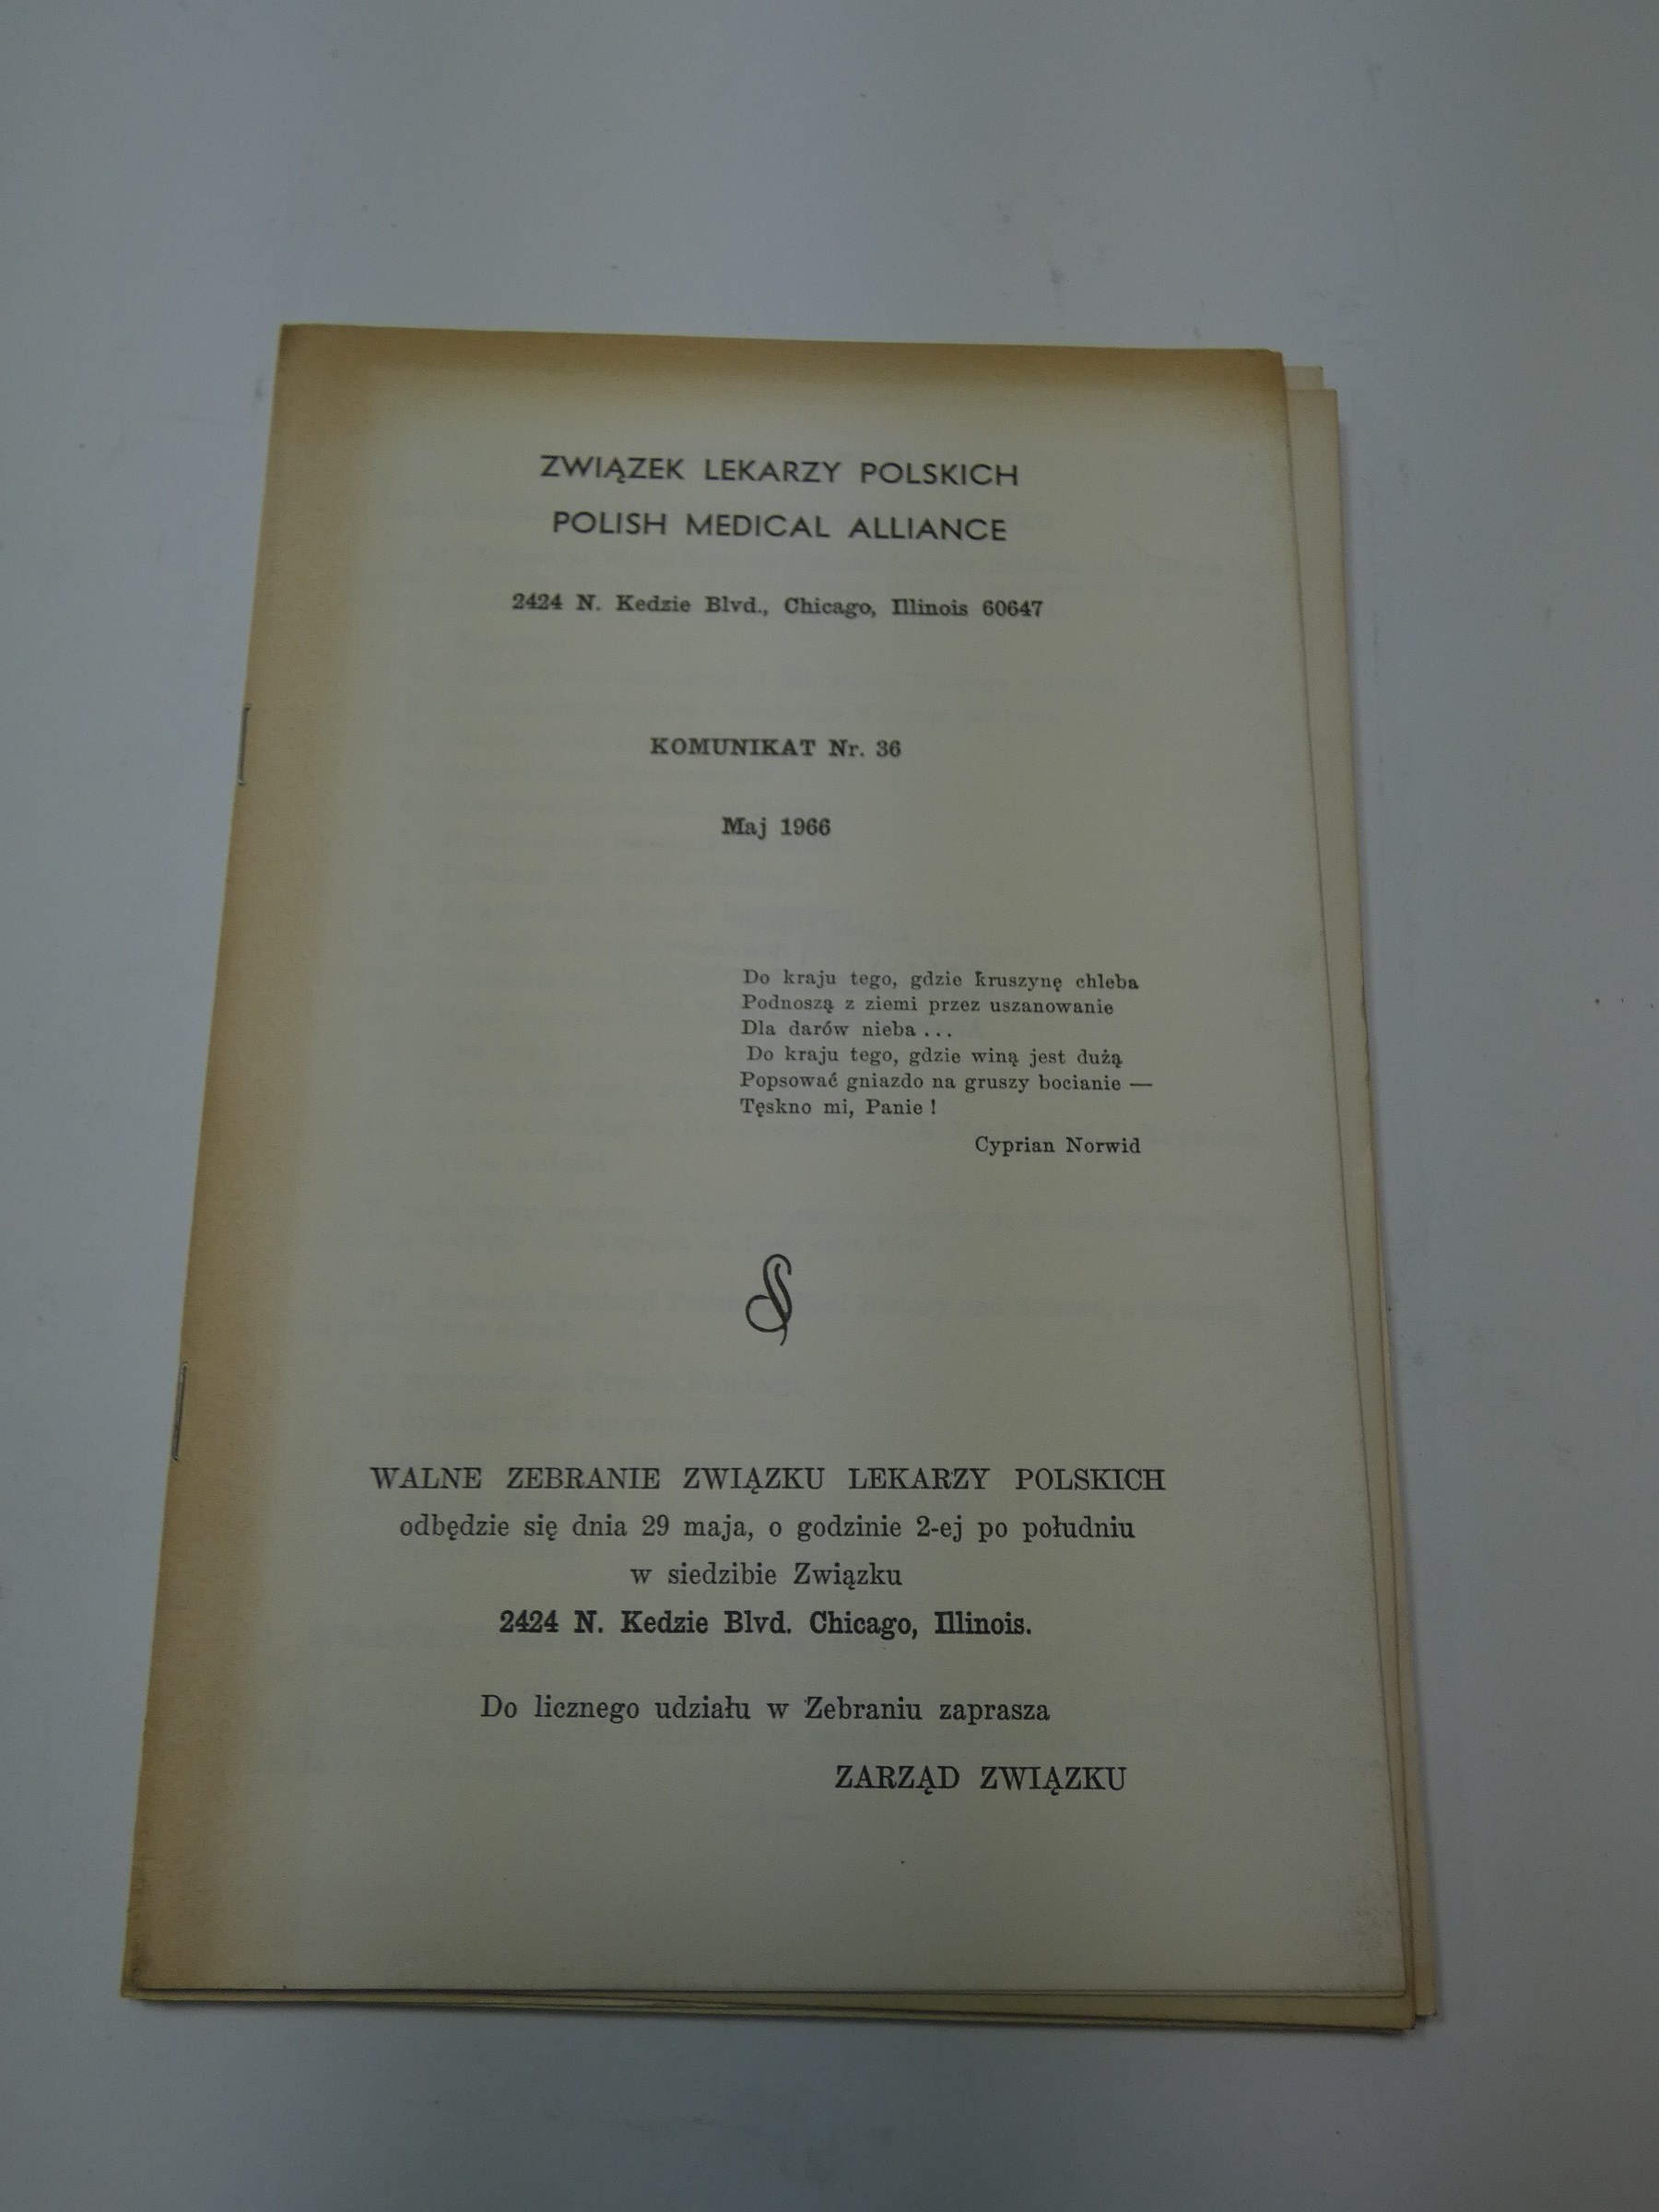 ZWIĄZEK LEKARZY POLSKICH
POLISH MEDICAL ALLIANCE
2424 N. Kedzie Blvd., Chicago, Illinois 60647
KOMUNIKAT Nr. 36
Maj 1966
Do kraju tego, gdzie kruszynę chleba
Podnoszą z ziemi przez uszanowanie
Dla darów nieba ...
Do kraju tego, gdzie winą jest dużą
Popsować gniazdo na gruszy bocianie —
Tęskno mi, Panie !
Cyprian Norwid
WALNE ZEBRANIE ZWIĄZKU LEKARZY POLSKICH
odbędzie się dnia 29 maja, o godzinie 2-ej po południu
w siedzibie Związku
2424 N. Kedzie Blvd. Chicago, Illinois.
Do licznego udziału w Zebraniu zaprasza
ZARZĄD ZWIĄZKU